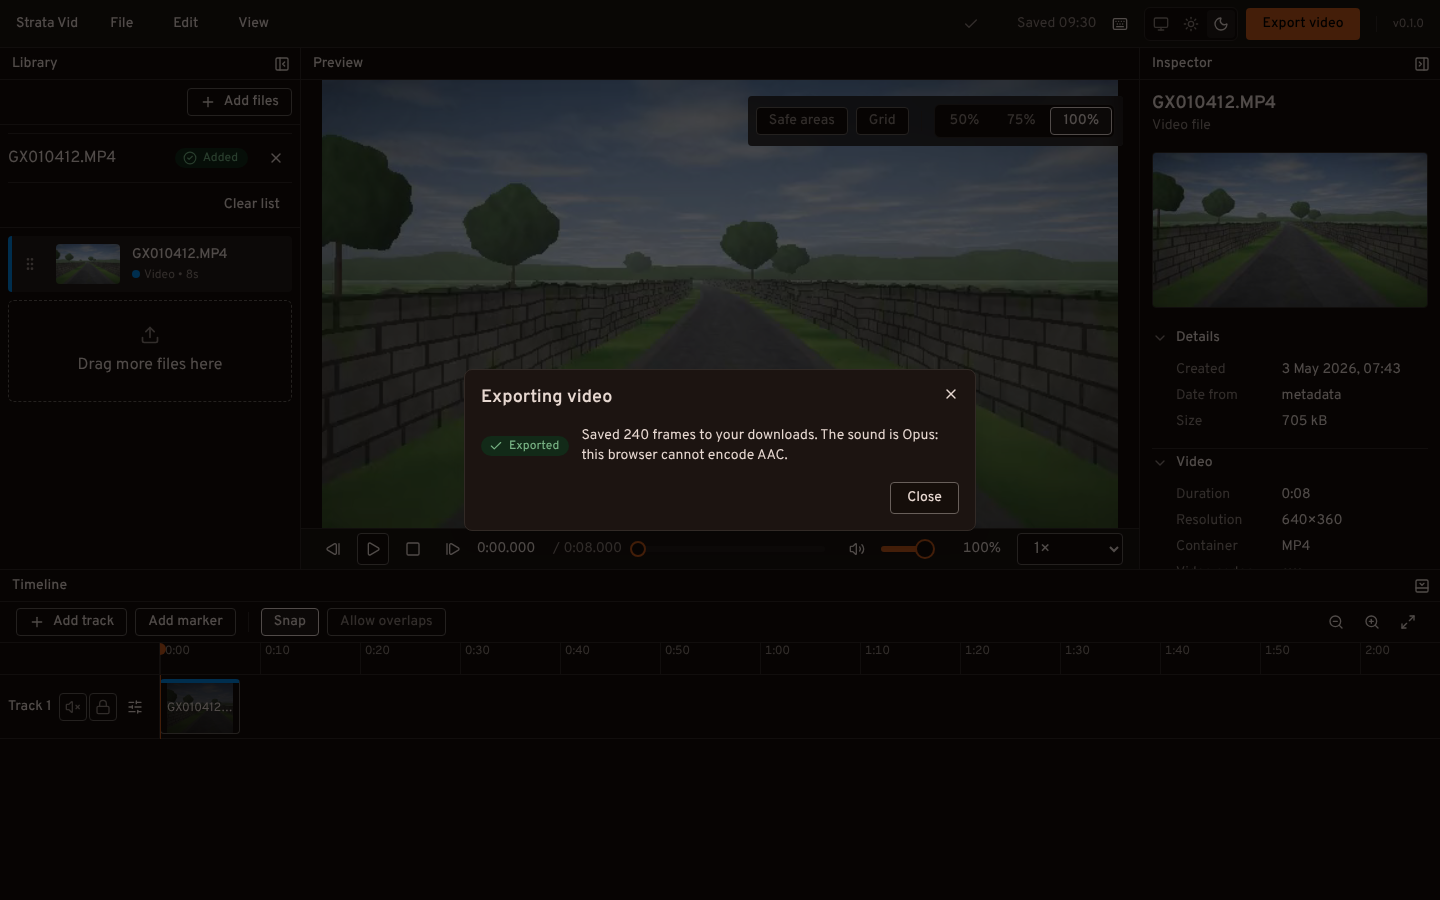 Strata Vid File Edit View Saved 09:30 Export video v0.1.0
Library
Add files
GX010412.MP4 Added
Clear list
GX010412.MP4
Video • 8s
Drag more files here
Preview
Safe areas Grid 50% 75% 100%
Exporting video
Exported
Saved 240 frames to your downloads. The sound is Opus:
this browser cannot encode AAC.
Close
0:00.000 / 0:08.000 100% 1×
Inspector
GX010412.MP4
Video file
Details
Created 3 May 2026, 07:43
Date from metadata
Size 705 kB
Video
Duration 0:08
Resolution 640×360
Container MP4
Timeline
Add track Add marker Snap Allow overlaps
0:00 0:10 0:20 0:30 0:40 0:50 1:00 1:10 1:20 1:30 1:40 1:50 2:00
Track 1 GX010412…